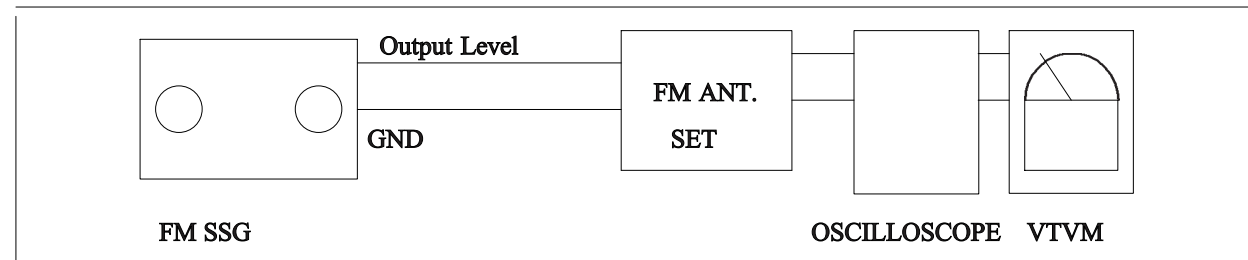 Output Level
FM ANT.
SET
GND
FM SSG
OSCILLOSCOPE
VTVM